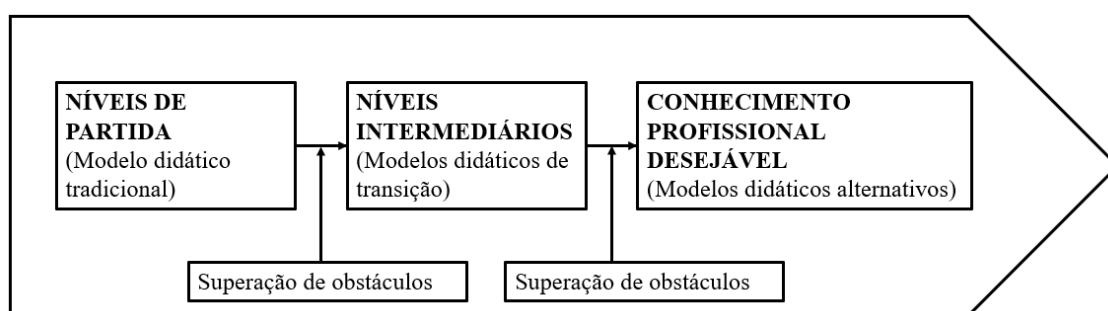 NÍVEIS DE
PARTIDA
(Modelo didático
tradicional)
NÍVEIS
INTERMEDIÁRIOS
(Modelos didáticos de
transição)
CONHECIMENTO
PROFISSIONAL
DESEJÁVEL
(Modelos didáticos alternativos)
Superação de obstáculos
Superação de obstáculos